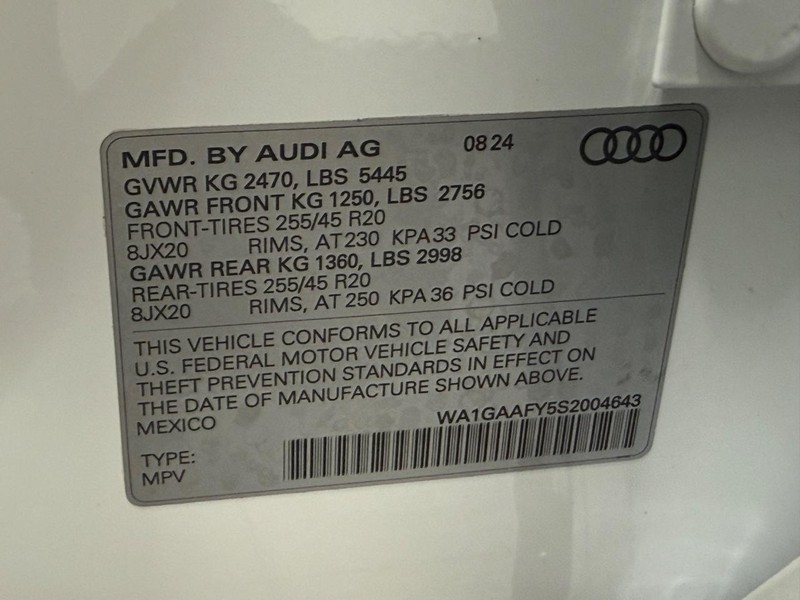 MFD. BY AUDI AG 08 24
GVWR KG 2470, LBS 5445
GAWR FRONT KG 1250, LBS 2756
FRONT-TIRES 255/45 R20
8JX20 RIMS, AT 230 KPA 33 PSI COLD
GAWR REAR KG 1360, LBS 2998
REAR-TIRES 255/45 R20
8JX20 RIMS, AT 250 KPA 36 PSI COLD
THIS VEHICLE CONFORMS TO ALL APPLICABLE
U.S. FEDERAL MOTOR VEHICLE SAFETY AND
THEFT PREVENTION STANDARDS IN EFFECT ON
THE DATE OF MANUFACTURE SHOWN ABOVE.
MEXICO WA1GAAFY5S2004643
TYPE:
MPV